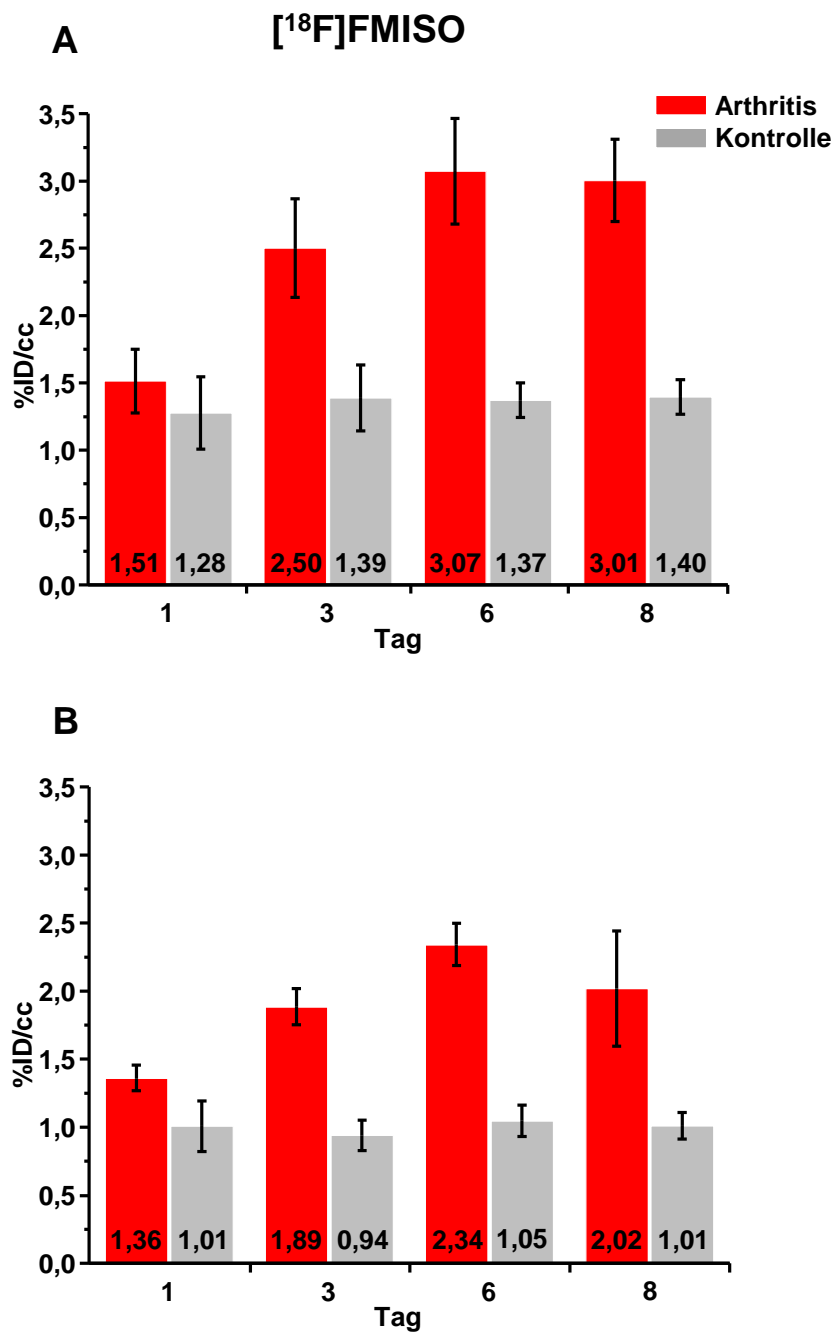 [¹⁸F]FMISO
A
Arthritis
Kontrolle
3,5
3,0
2,5
2,0
1,5
1,0
0,5
0,0
%ID/cc
1,51 1,28 2,50 1,39 3,07 1,37 3,01 1,40
1 3 6 8
Tag
B
3,5
3,0
2,5
2,0
1,5
1,0
0,5
0,0
%ID/cc
1,36 1,01 1,89 0,94 2,34 1,05 2,02 1,01
1 3 6 8
Tag